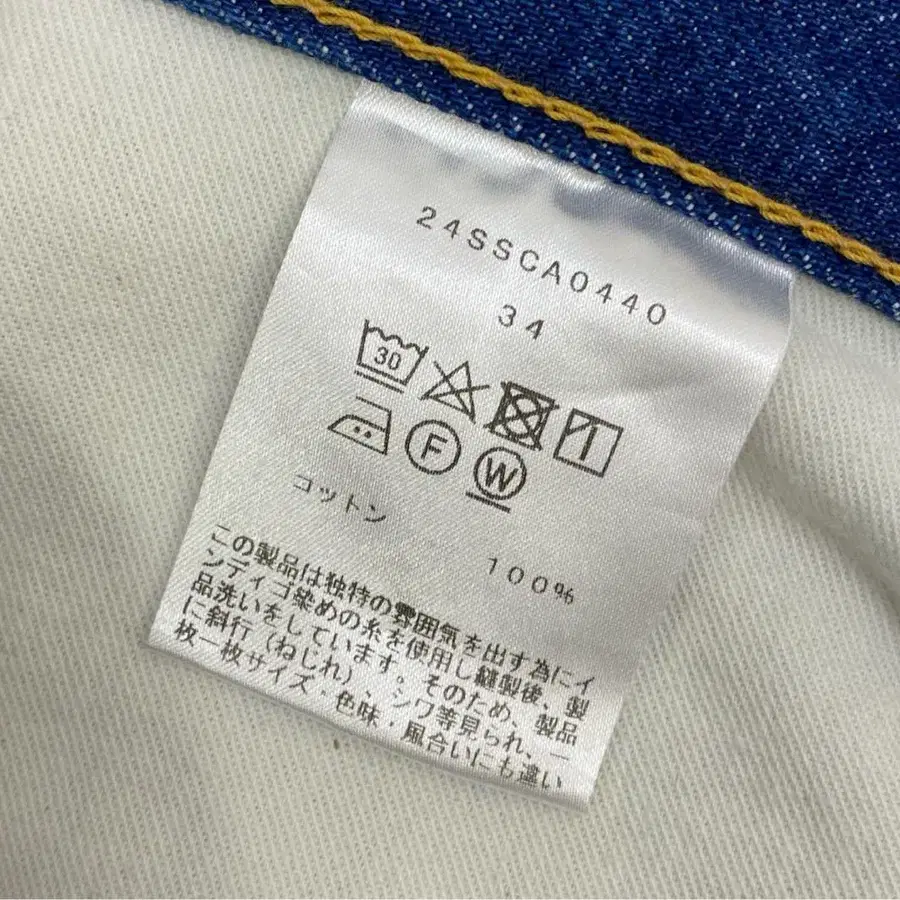 24SSCA0440
34
30
F
W
コットン 100%
この製品は独特の雰囲気を出す為にイ
ンディゴ染めの糸を使用し縫製後、製
品洗いをしています。そのため、製品
に斜行（ねじれ）、シワ等見られ、一
枚一枚サイズ・色味・風合いにも違い